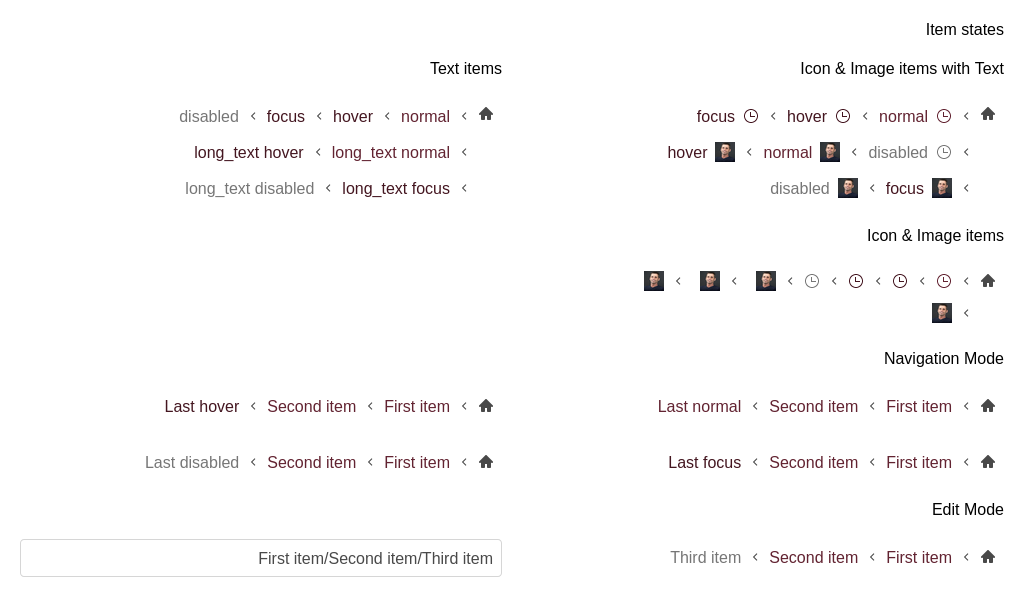 Item states
Text items
Icon & Image items with Text
disabled focus hover normal
focus hover normal
long_text hover long_text normal
hover normal disabled
long_text disabled long_text focus
disabled focus
Icon & Image items
Navigation Mode
Last hover Second item First item
Last normal Second item First item
Last disabled Second item First item
Last focus Second item First item
Edit Mode
First item/Second item/Third item
Third item Second item First item